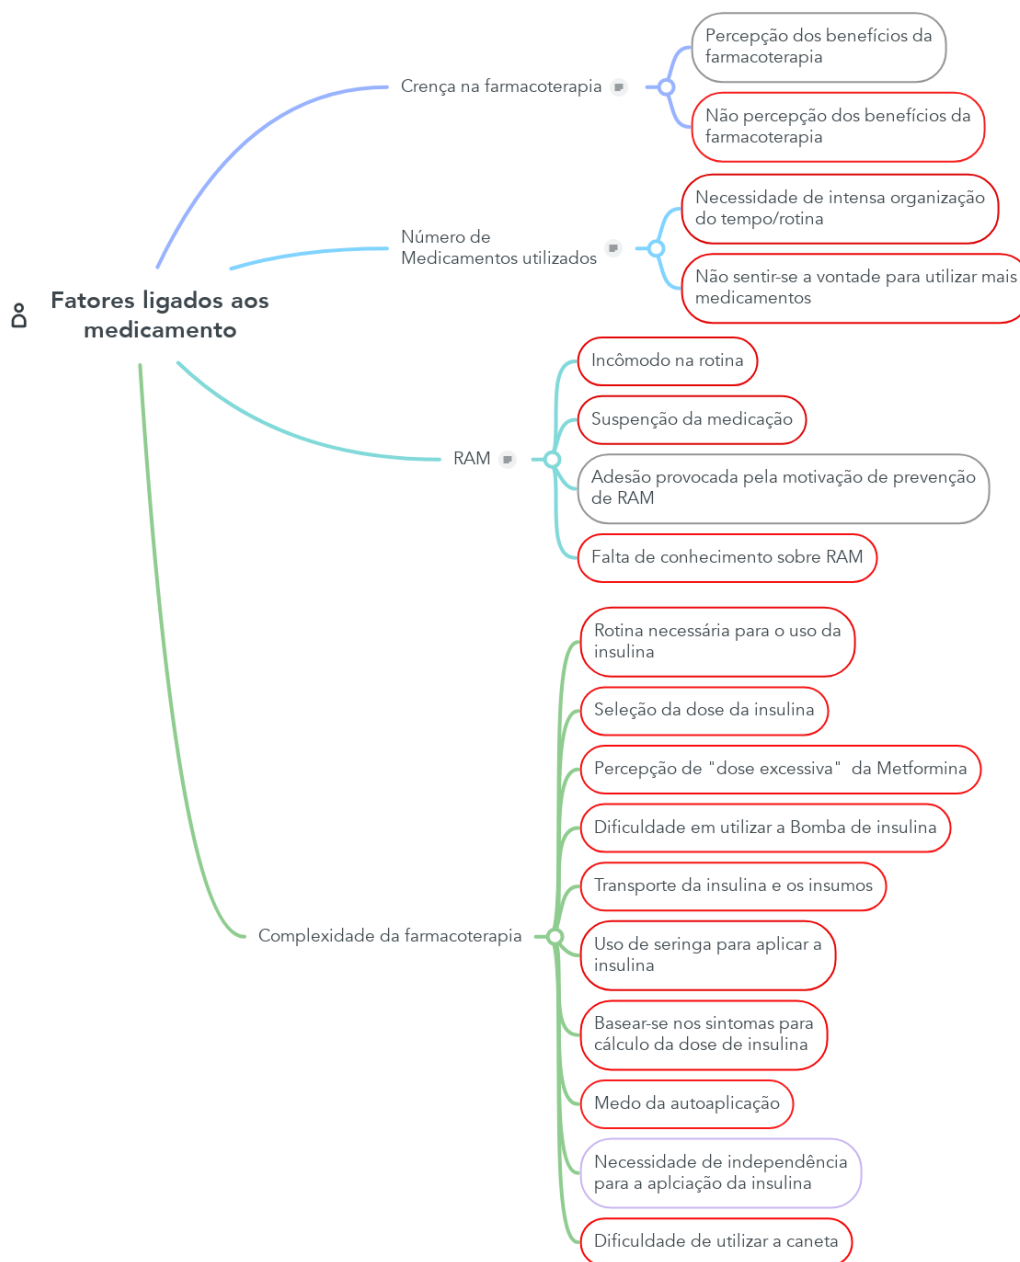 Percepção dos benefícios da
farmacoterapia
Crença na farmacoterapia
Não percepção dos benefícios da
farmacoterapia
Necessidade de intensa organização
do tempo/rotina
Número de
Medicamentos utilizados
Não sentir-se a vontade para utilizar mais
medicamentos
Fatores ligados aos
medicamento
Incômodo na rotina
Suspenção da medicação
RAM
Adesão provocada pela motivação de prevenção
de RAM
Falta de conhecimento sobre RAM
Rotina necessária para o uso da
insulina
Seleção da dose da insulina
Percepção de "dose excessiva"  da Metformina
Dificuldade em utilizar a Bomba de insulina
Transporte da insulina e os insumos
Complexidade da farmacoterapia
Uso de seringa para aplicar a
insulina
Basear-se nos sintomas para
cálculo da dose de insulina
Medo da autoaplicação
Necessidade de independência
para a aplciação da insulina
Dificuldade de utilizar a caneta